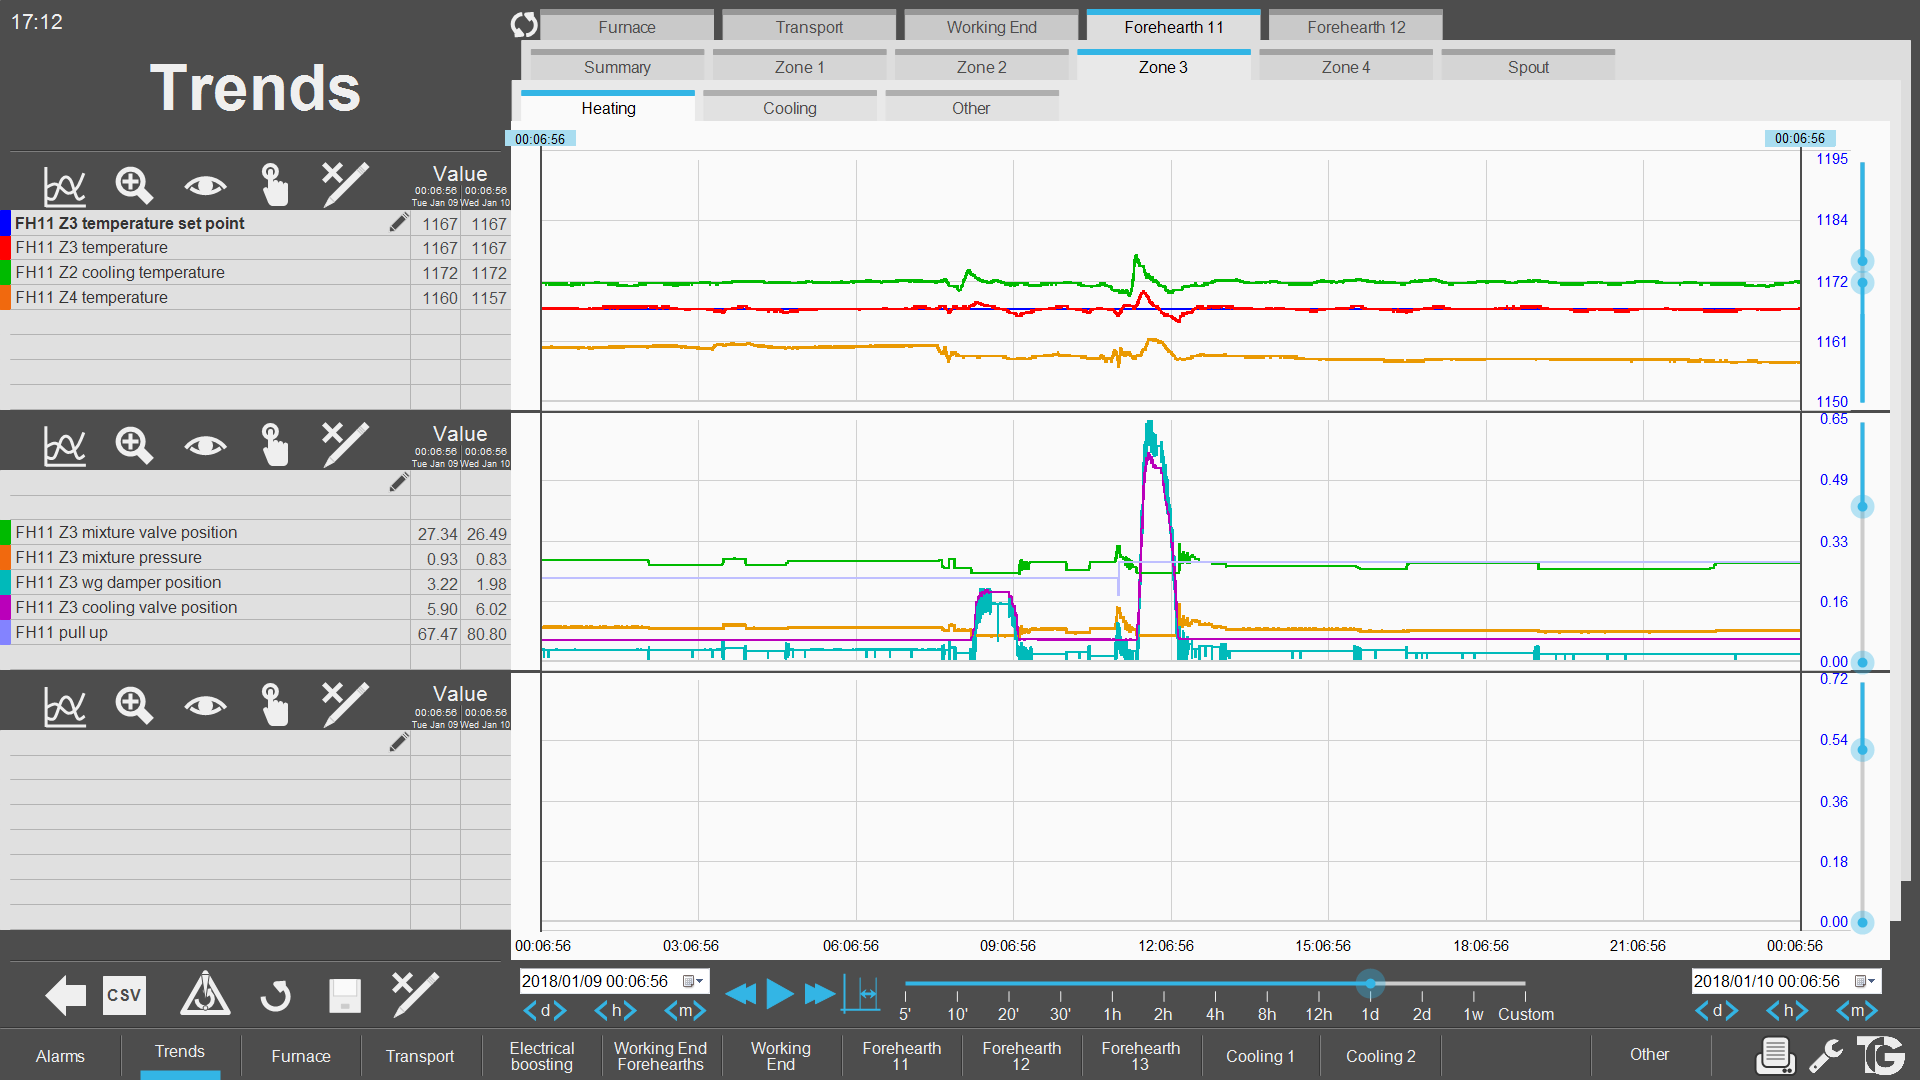 17:12
Trends
Furnace Transport Working End Forehearth 11 Forehearth 12
Summary Zone 1 Zone 2 Zone 3 Zone 4 Spout
Heating Cooling Other
00:06:56 00:06:56
Value
00:06:56 00:06:56
Tue Jan 09 Wed Jan 10
FH11 Z3 temperature set point 1167 1167
FH11 Z3 temperature 1167 1167
FH11 Z2 cooling temperature 1172 1172
FH11 Z4 temperature 1160 1157
1195
1184
1172
1161
1150
Value
00:06:56 00:06:56
Tue Jan 09 Wed Jan 10
FH11 Z3 mixture valve position 27.34 26.49
FH11 Z3 mixture pressure 0.93 0.83
FH11 Z3 wg damper position 3.22 1.98
FH11 Z3 cooling valve position 5.90 6.02
FH11 pull up 67.47 80.80
0.65
0.49
0.33
0.16
0.00
Value
00:06:56 00:06:56
Tue Jan 09 Wed Jan 10
0.72
0.54
0.36
0.18
0.00
00:06:56 03:06:56 06:06:56 09:06:56 12:06:56 15:06:56 18:06:56 21:06:56 00:06:56
CSV
2018/01/09 00:06:56
d h m
5' 10' 20' 30' 1h 2h 4h 8h 12h 1d 2d 1w Custom
2018/01/10 00:06:56
d h m
Alarms
Trends
Furnace
Transport
Electrical
boosting
Working End
Forehearths
Working
End
Forehearth
11
Forehearth
12
Forehearth
13
Cooling 1
Cooling 2
Other
TG